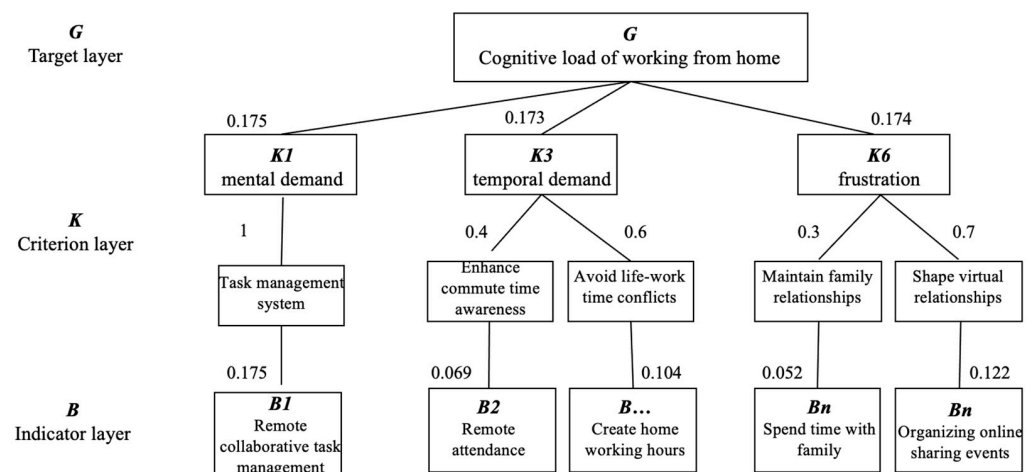 G
Target layer
G
Cognitive load of working from home
0.175
0.173
0.174
K1
mental demand
K3
temporal demand
K6
frustration
K
Criterion layer
1
0.4
0.6
0.3
0.7
Task management
system
Enhance
commute time
awareness
Avoid life-work
time conflicts
Maintain family
relationships
Shape virtual
relationships
0.175
0.069
0.104
0.052
0.122
B
Indicator layer
B1
Remote
collaborative task
management
B2
Remote
attendance
B...
Create home
working hours
Bn
Spend time with
family
Bn
Organizing online
sharing events